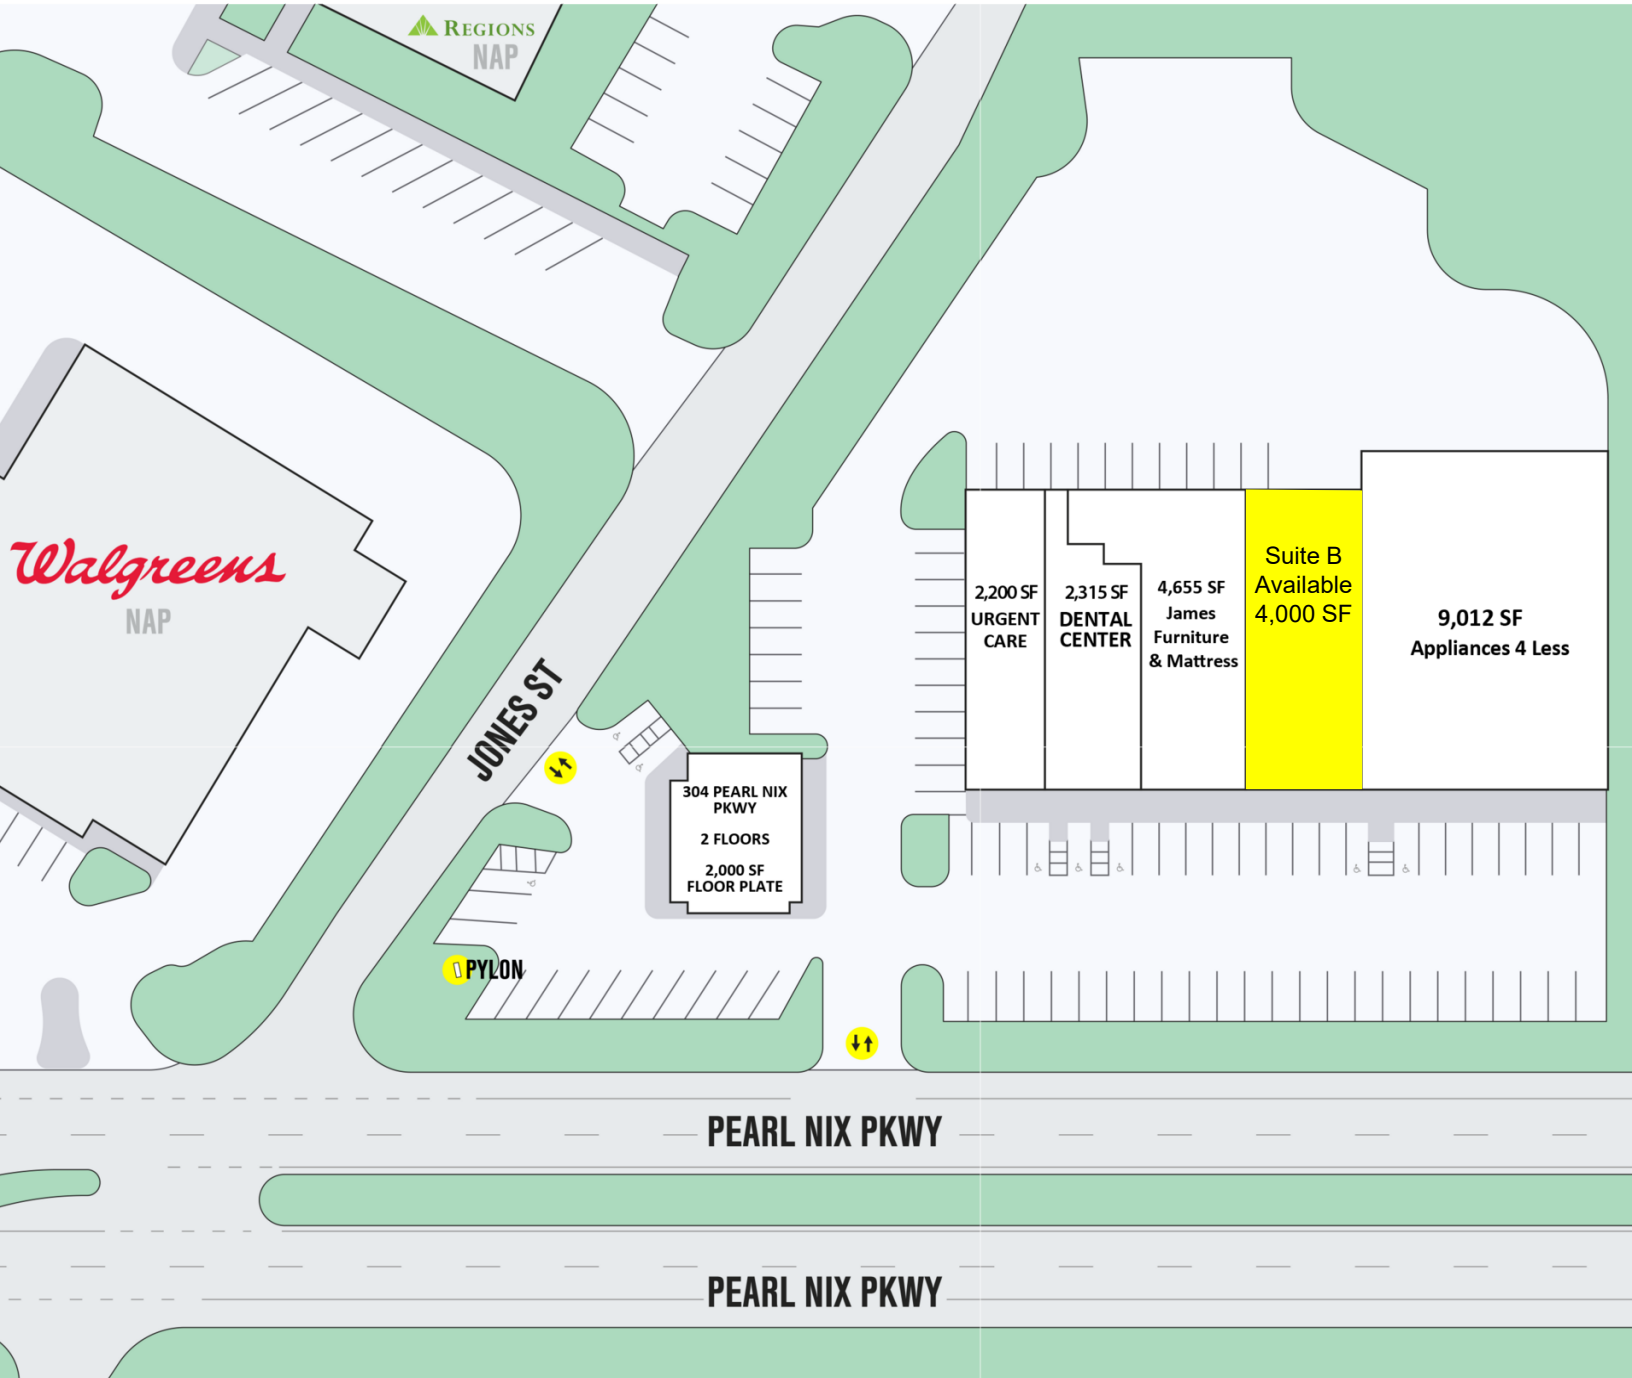 REGIONS
NAP
Walgreens
NAP
JONES ST
304 PEARL NIX
PKWY
2 FLOORS
2,000 SF
FLOOR PLATE
PYLON
2,200 SF
URGENT
CARE
2,315 SF
DENTAL
CENTER
4,655 SF
James
Furniture
& Mattress
Suite B
Available
4,000 SF
9,012 SF
Appliances 4 Less
PEARL NIX PKWY
PEARL NIX PKWY